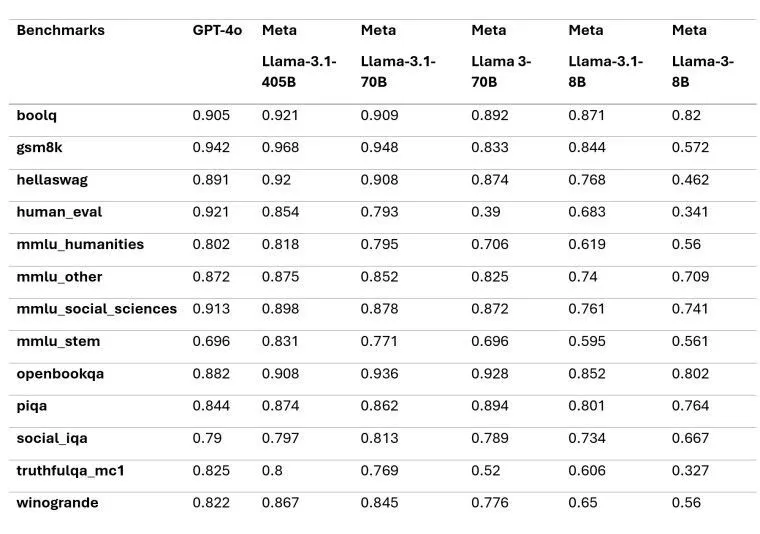 Benchmarks GPT-4o Meta Meta Meta Meta Meta
Llama-3.1- Llama-3.1- Llama 3- Llama-3.1- Llama-3-
405B 70B 70B 8B 8B
boolq 0.905 0.921 0.909 0.892 0.871 0.82
gsm8k 0.942 0.968 0.948 0.833 0.844 0.572
hellaswag 0.891 0.92 0.908 0.874 0.768 0.462
human_eval 0.921 0.854 0.793 0.39 0.683 0.341
mmlu_humanities 0.802 0.818 0.795 0.706 0.619 0.56
mmlu_other 0.872 0.875 0.852 0.825 0.74 0.709
mmlu_social_sciences 0.913 0.898 0.878 0.872 0.761 0.741
mmlu_stem 0.696 0.831 0.771 0.696 0.595 0.561
openbookqa 0.882 0.908 0.936 0.928 0.852 0.802
piqa 0.844 0.874 0.862 0.894 0.801 0.764
social_iqa 0.79 0.797 0.813 0.789 0.734 0.667
truthfulqa_mc1 0.825 0.8 0.769 0.52 0.606 0.327
winogrande 0.822 0.867 0.845 0.776 0.65 0.56